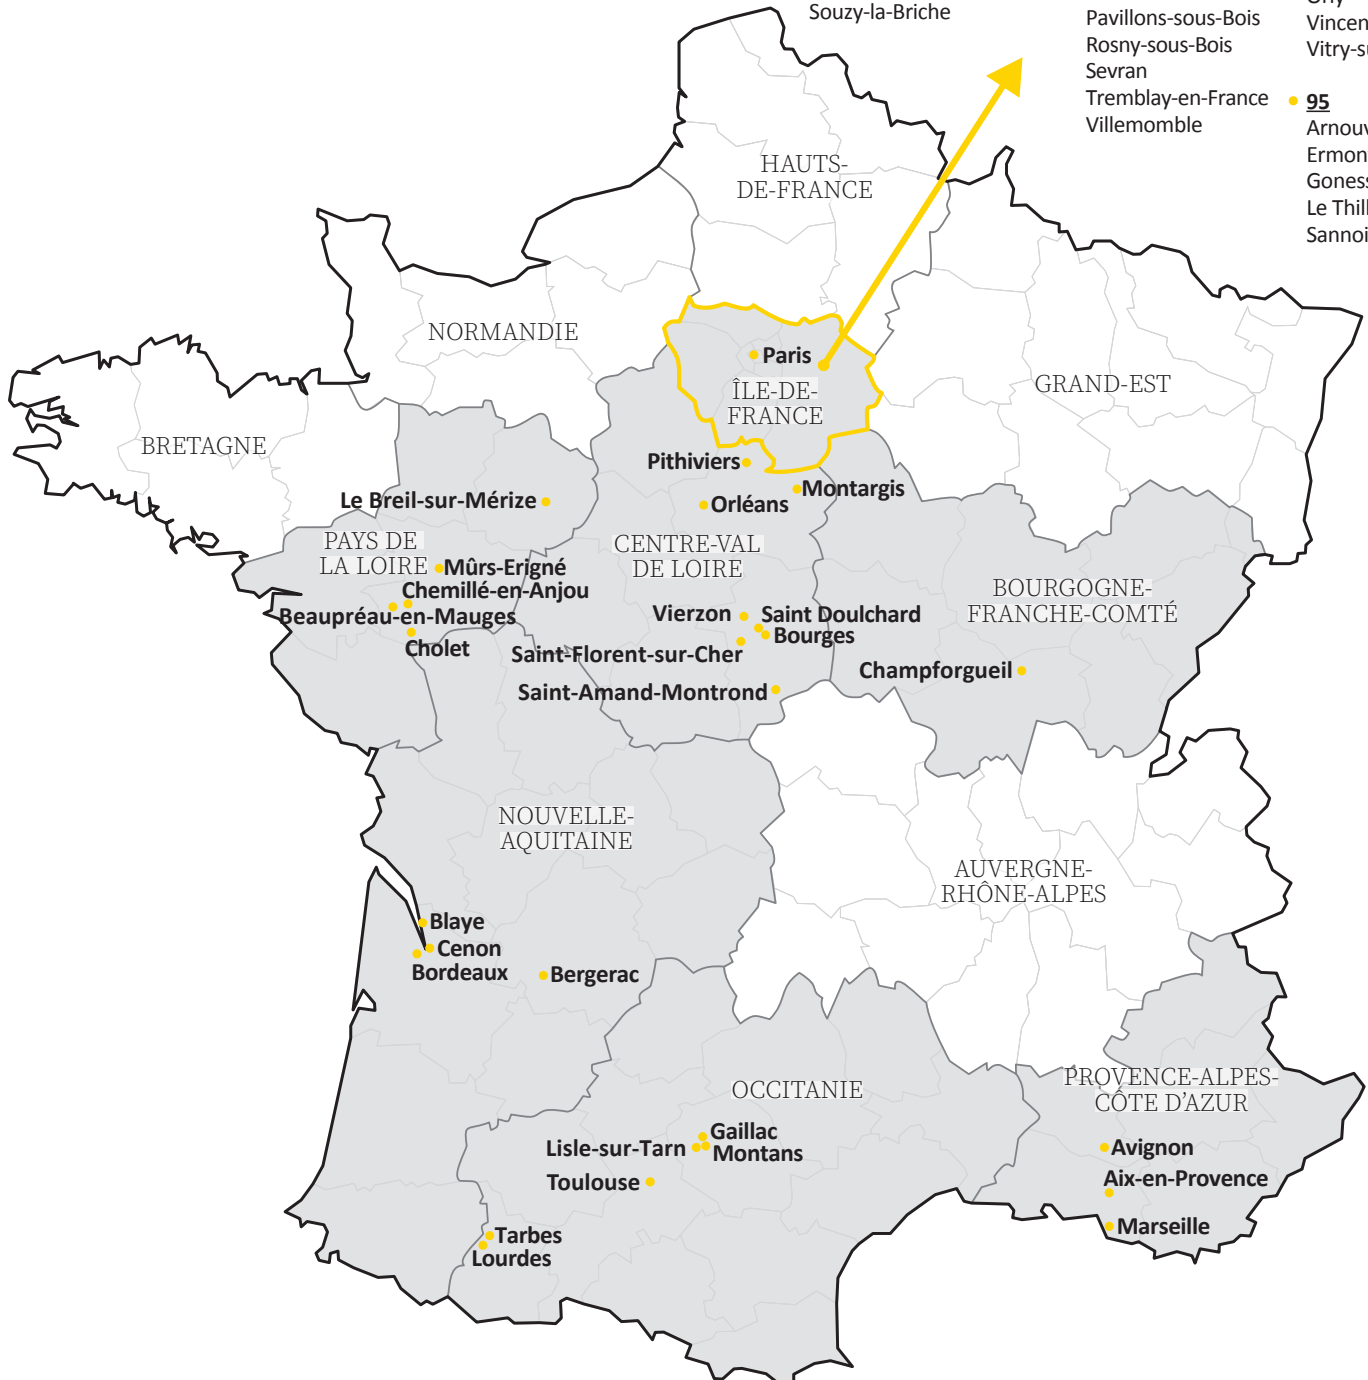 Souzy-la-Briche
Pavillons-sous-Bois
Rosny-sous-Bois
Sevran
Tremblay-en-France
Villemomble
95
HAUTS-
DE-FRANCE
NORMANDIE
Paris
ÎLE-DE-
FRANCE
GRAND-EST
BRETAGNE
Pithiviers
Montargis
Le Breil-sur-Mérize
Orléans
PAYS DE
LA LOIRE
CENTRE-VAL
DE LOIRE
Mûrs-Erigné
Chemillé-en-Anjou
Beaupréau-en-Mauges
Cholet
BOURGOGNE-
FRANCHE-COMTÉ
Vierzon
Saint Doulchard
Bourges
Saint-Florent-sur-Cher
Saint-Amand-Montrond
Champforgueil
NOUVELLE-
AQUITAINE
AUVERGNE-
RHÔNE-ALPES
Blaye
Cenon
Bordeaux
Bergerac
OCCITANIE
PROVENCE-ALPES-
CÔTE D'AZUR
Gaillac
Lisle-sur-Tarn
Montans
Toulouse
Avignon
Aix-en-Provence
Marseille
Tarbes
Lourdes